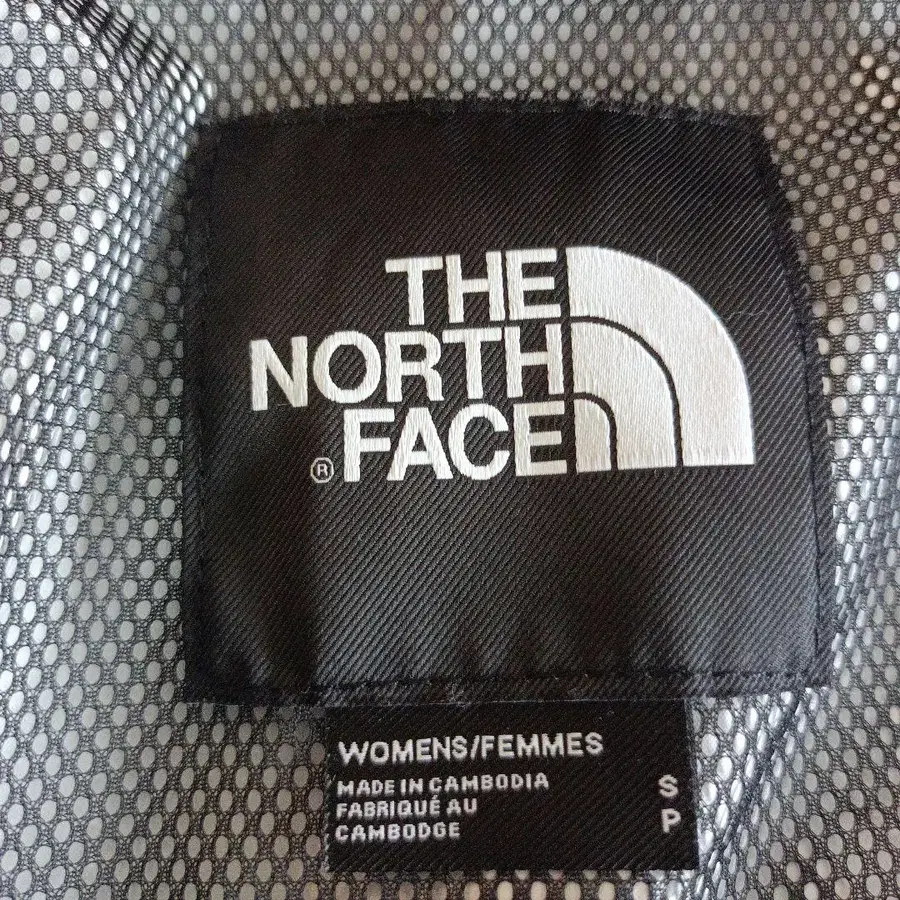 THE
NORTH
® FACE
WOMENS/FEMMES
MADE IN CAMBODIA S
FABRIQUÉ AU
CAMBODGE P